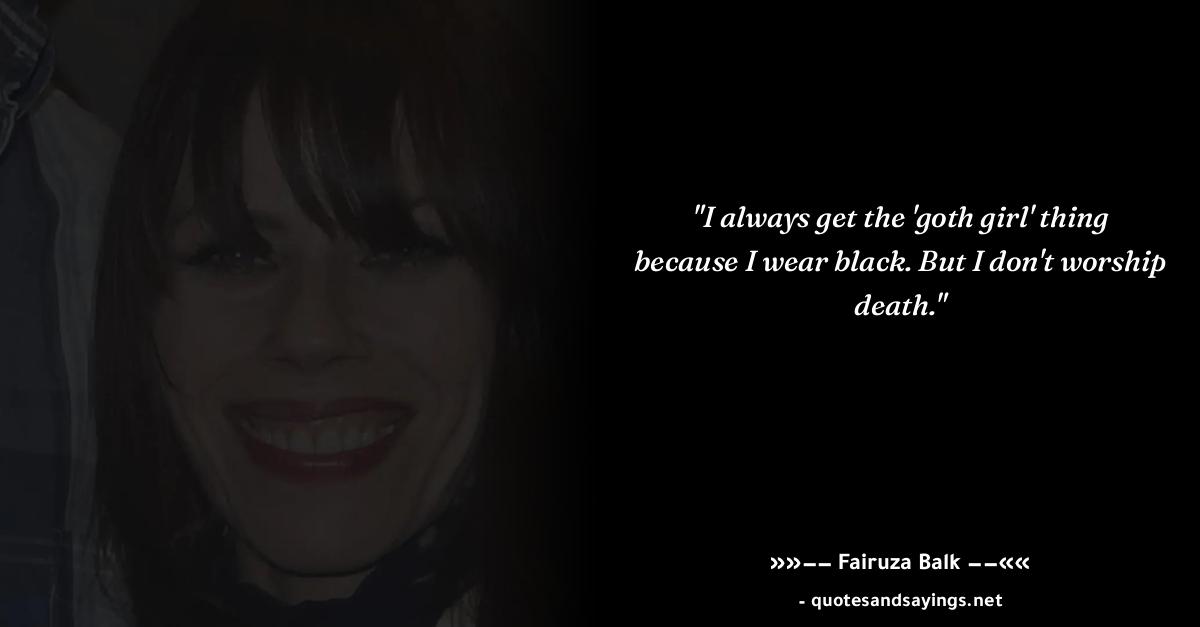 "I always get the 'goth girl' thing
because I wear black. But I don't worship
death."
»»−− Fairuza Balk −−««
- quotesandsayings.net